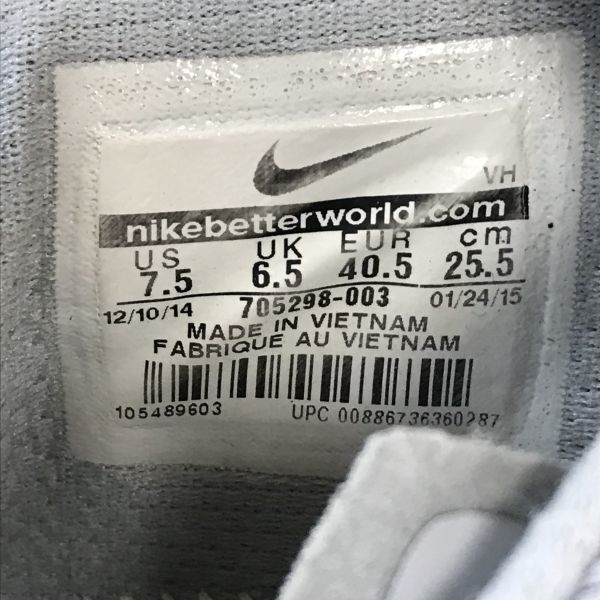 VH
nikebetterworld.com
US UK EUR cm
7.5 6.5 40.5 25.5
12/10/14 705298-003 01/24/15
MADE IN VIETNAM
FABRIQUE AU VIETNAM
105489603 UPC 00886736360287